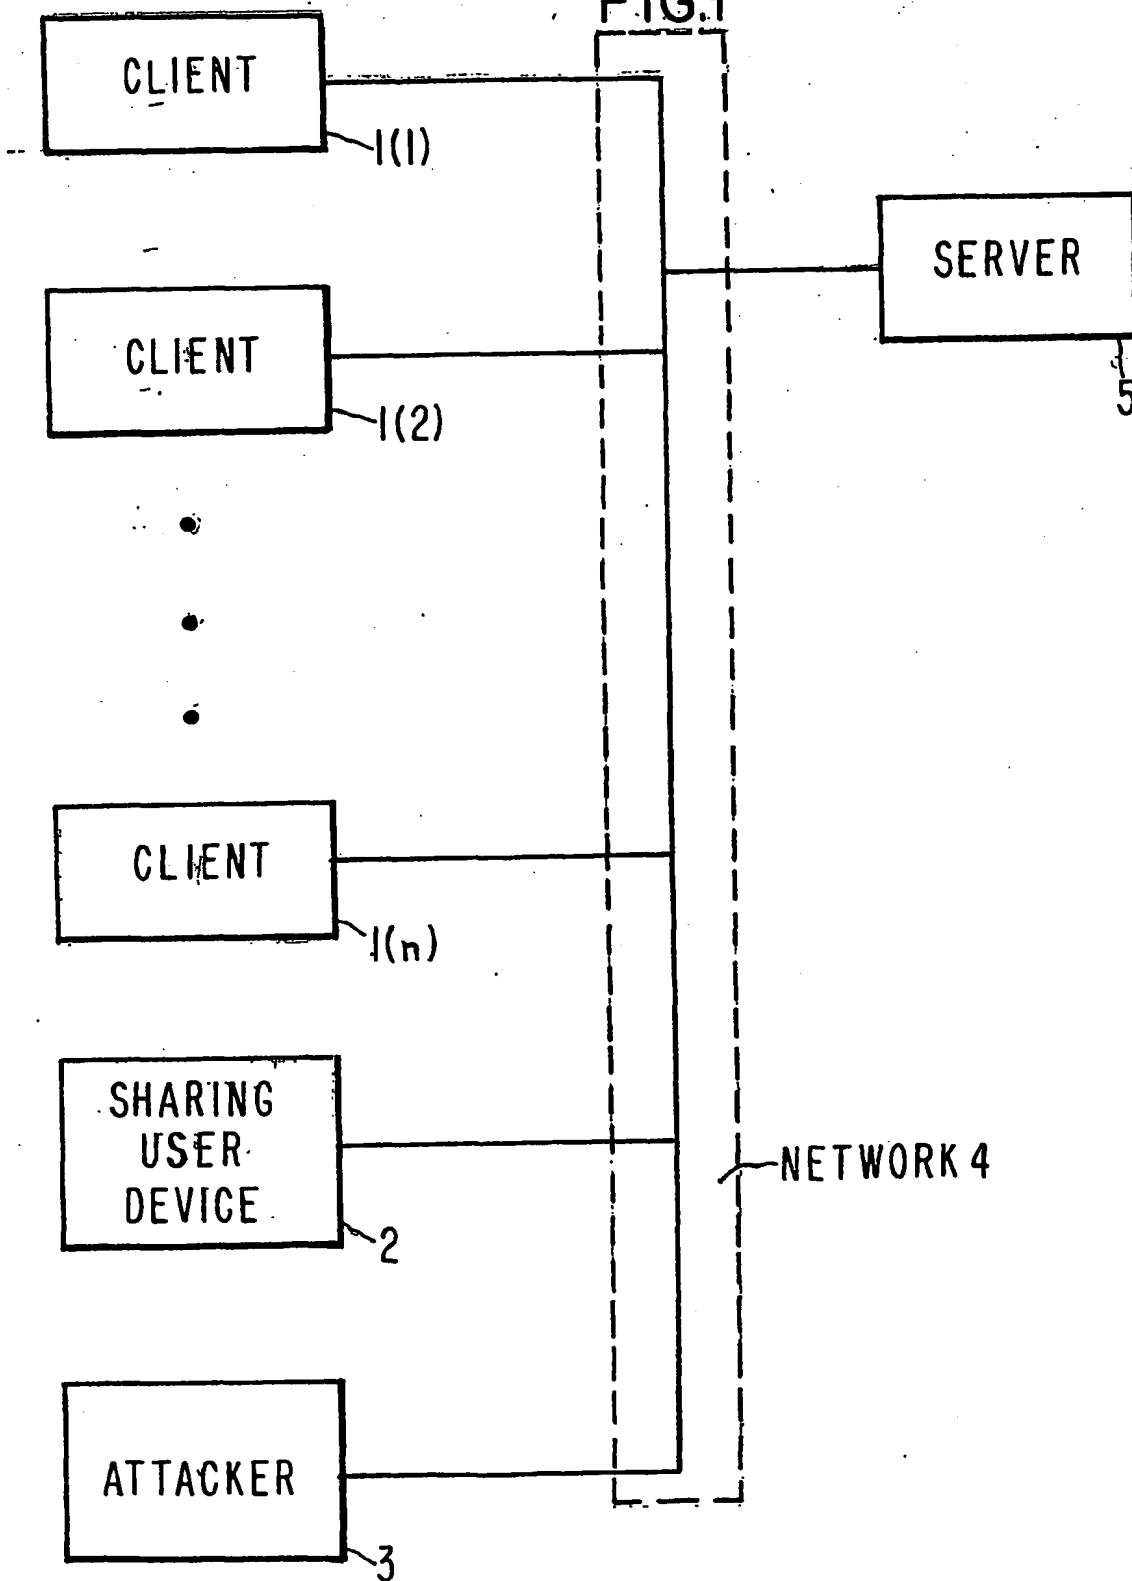 FIG.1
CLIENT
1(1)
SERVER
5
CLIENT
1(2)
CLIENT
1(n)
SHARING
USER
DEVICE
2
NETWORK 4
ATTACKER
3